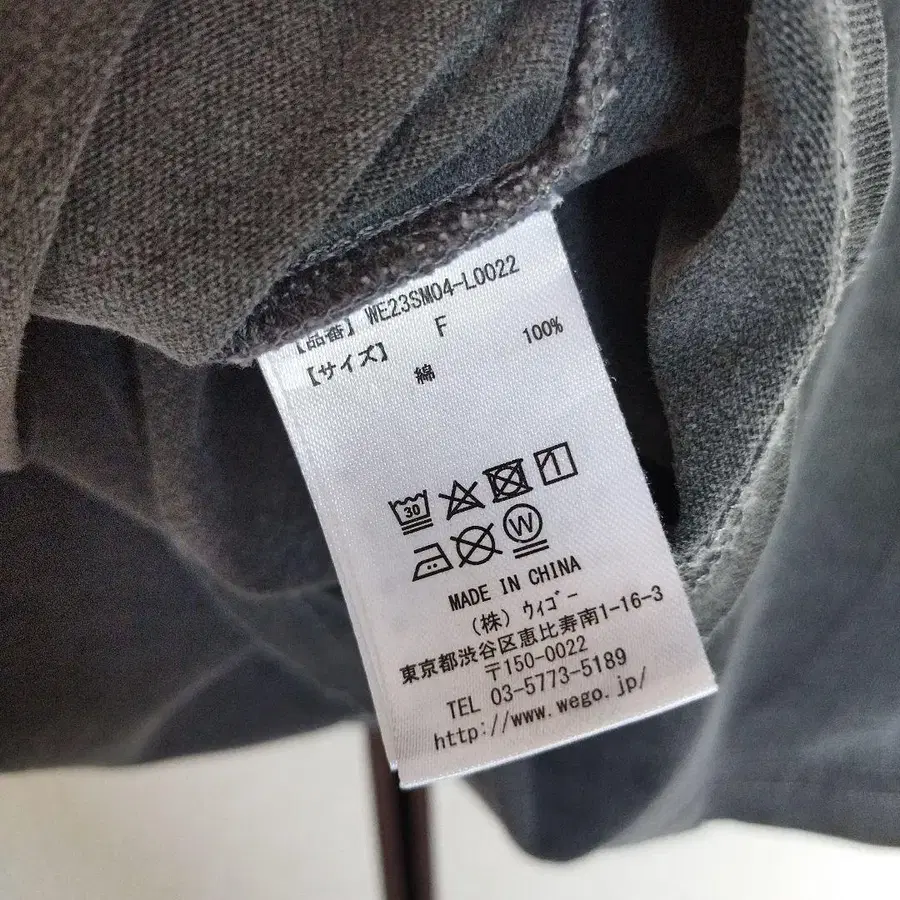 【品番】 WE23SM04-L0022
【サイズ】 F
綿 100%
30
W
MADE IN CHINA
(株) ウィゴー
東京都渋谷区恵比寿南1-16-3
〒150-0022
TEL 03-5773-5189
http://www.wego.jp/